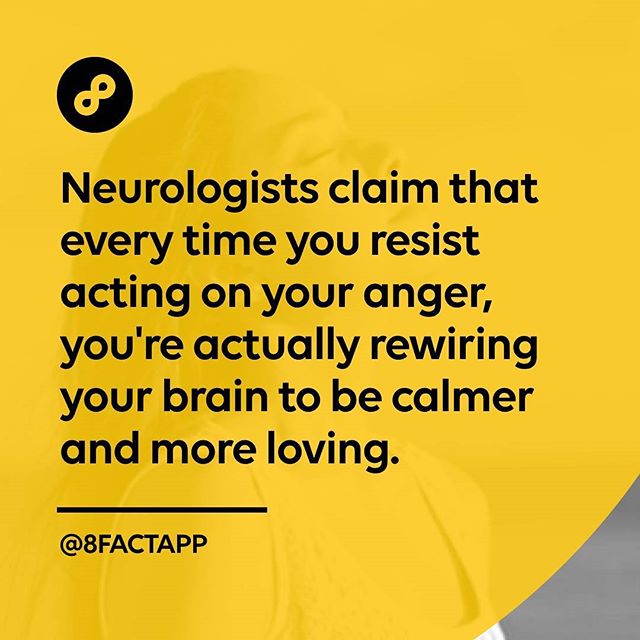 Neurologists claim that
every time you resist
acting on your anger,
you're actually rewiring
your brain to be calmer
and more loving.
@8FACTAPP